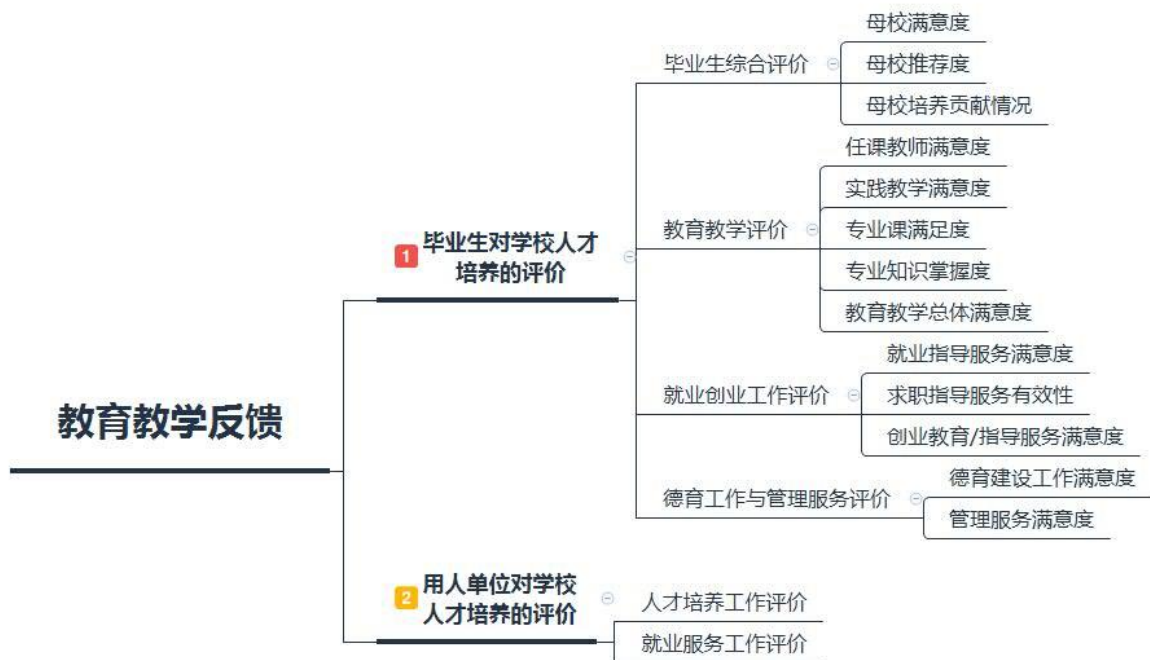 教育教学反馈
1
毕业生对学校人才
培养的评价
毕业生综合评价
母校满意度
母校推荐度
母校培养贡献情况
教育教学评价
任课教师满意度
实践教学满意度
专业课满足度
专业知识掌握度
教育教学总体满意度
就业创业工作评价
就业指导服务满意度
求职指导服务有效性
创业教育/指导服务满意度
德育工作与管理服务评价
德育建设工作满意度
管理服务满意度
2
用人单位对学校
人才培养的评价
人才培养工作评价
就业服务工作评价